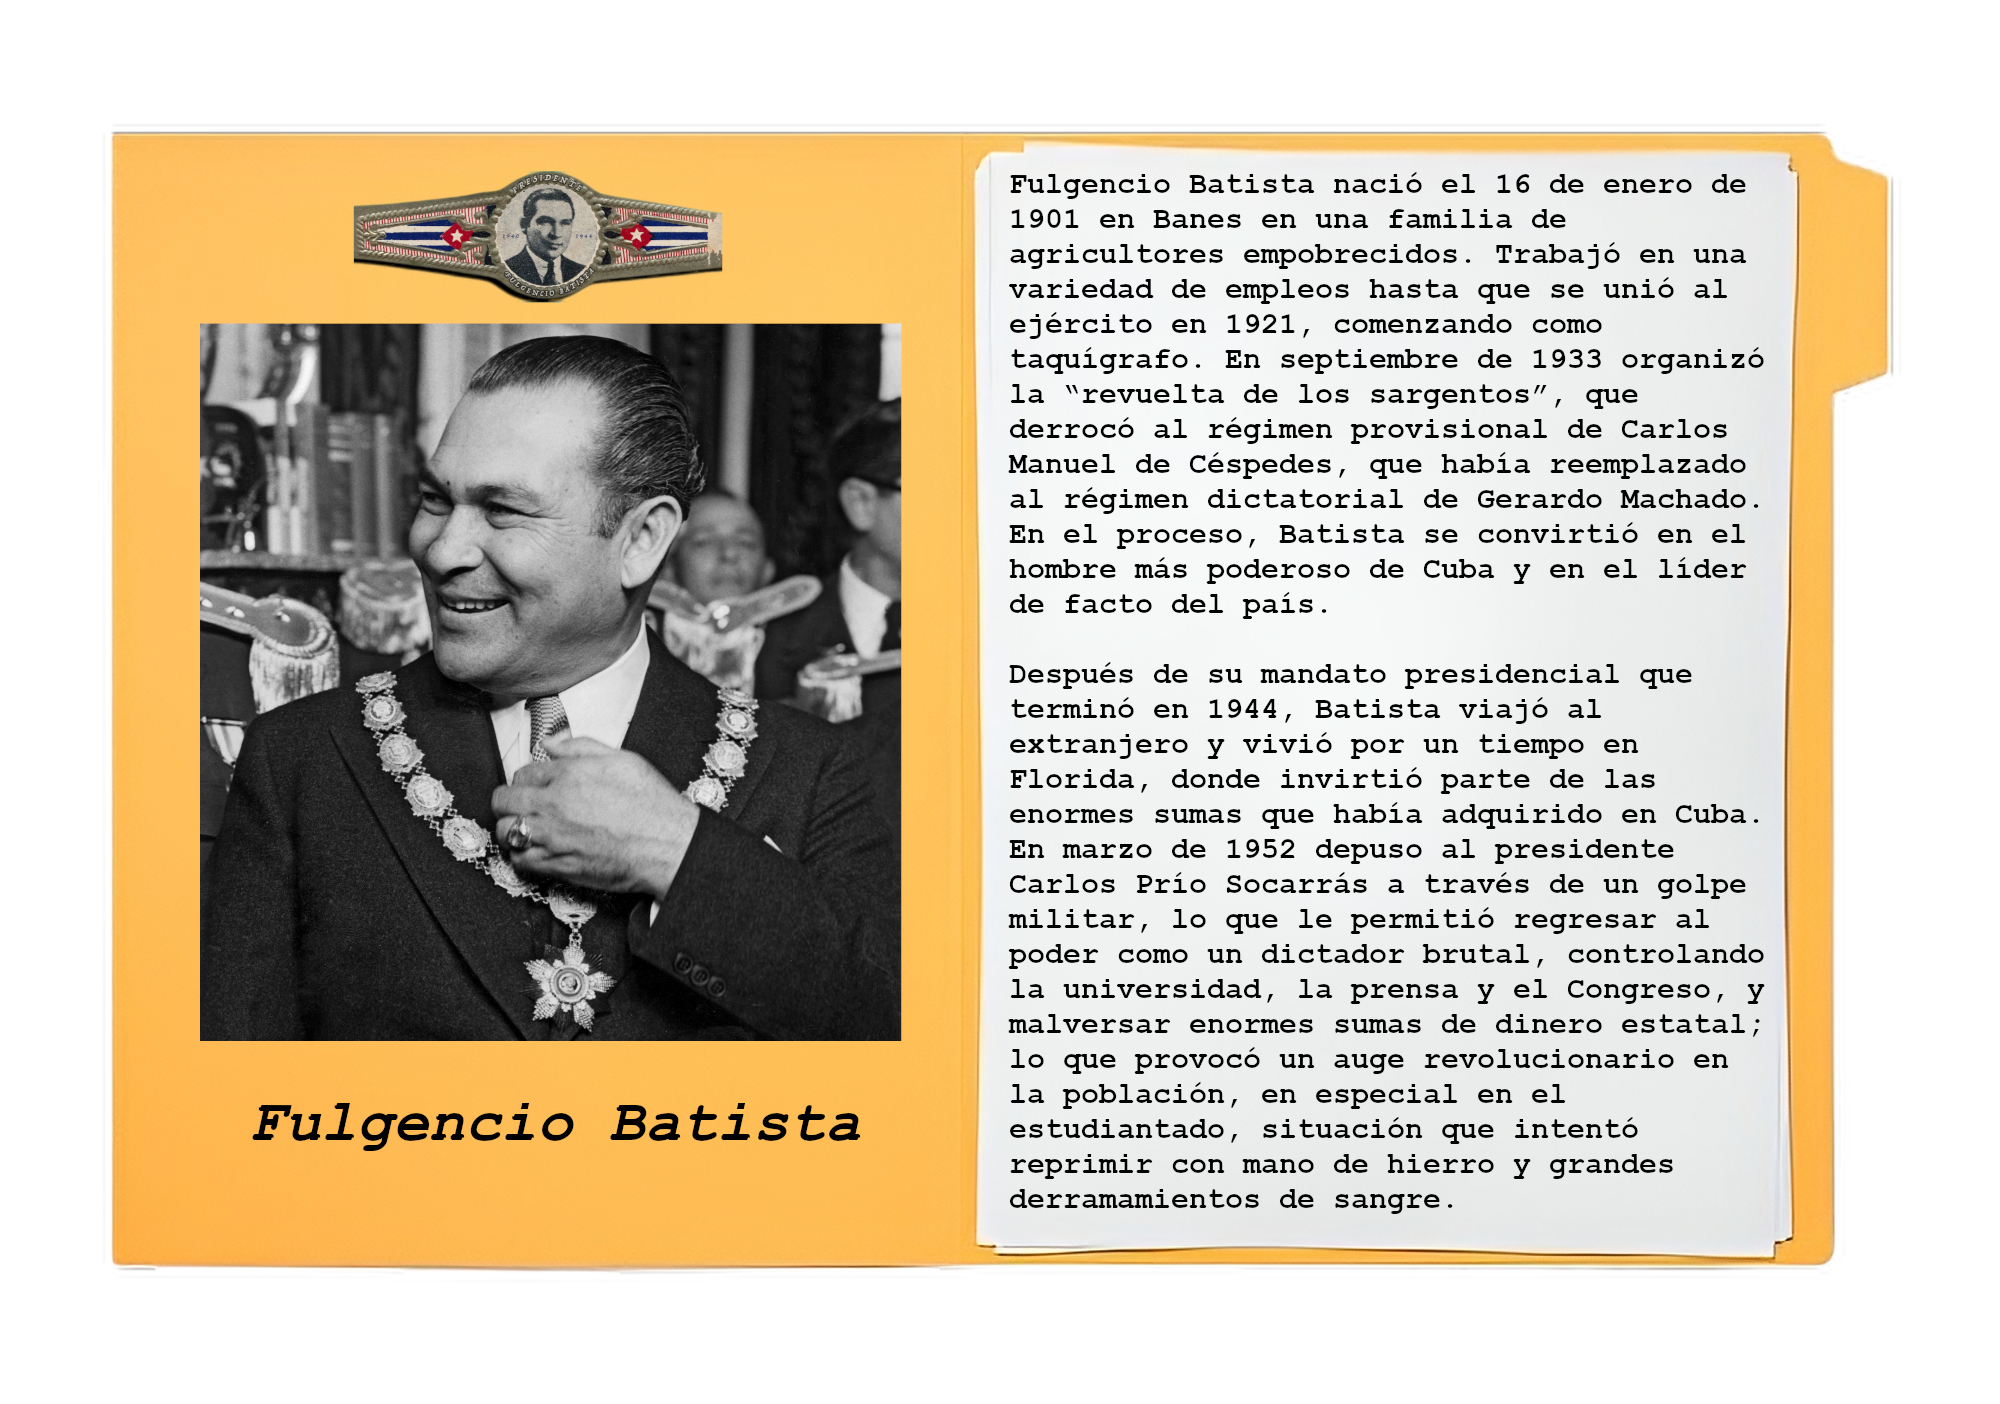 PRESIDENTE
1940 1944
FULGENCIO BATISTA
Fulgencio Batista
Fulgencio Batista nació el 16 de enero de
1901 en Banes en una familia de
agricultores empobrecidos. Trabajó en una
variedad de empleos hasta que se unió al
ejército en 1921, comenzando como
taquígrafo. En septiembre de 1933 organizó
la “revuelta de los sargentos”, que
derrocó al régimen provisional de Carlos
Manuel de Céspedes, que había reemplazado
al régimen dictatorial de Gerardo Machado.
En el proceso, Batista se convirtió en el
hombre más poderoso de Cuba y en el líder
de facto del país.
Después de su mandato presidencial que
terminó en 1944, Batista viajó al
extranjero y vivió por un tiempo en
Florida, donde invirtió parte de las
enormes sumas que había adquirido en Cuba.
En marzo de 1952 depuso al presidente
Carlos Prío Socarrás a través de un golpe
militar, lo que le permitió regresar al
poder como un dictador brutal, controlando
la universidad, la prensa y el Congreso, y
malversar enormes sumas de dinero estatal;
lo que provocó un auge revolucionario en
la población, en especial en el
estudiantado, situación que intentó
reprimir con mano de hierro y grandes
derramamientos de sangre.